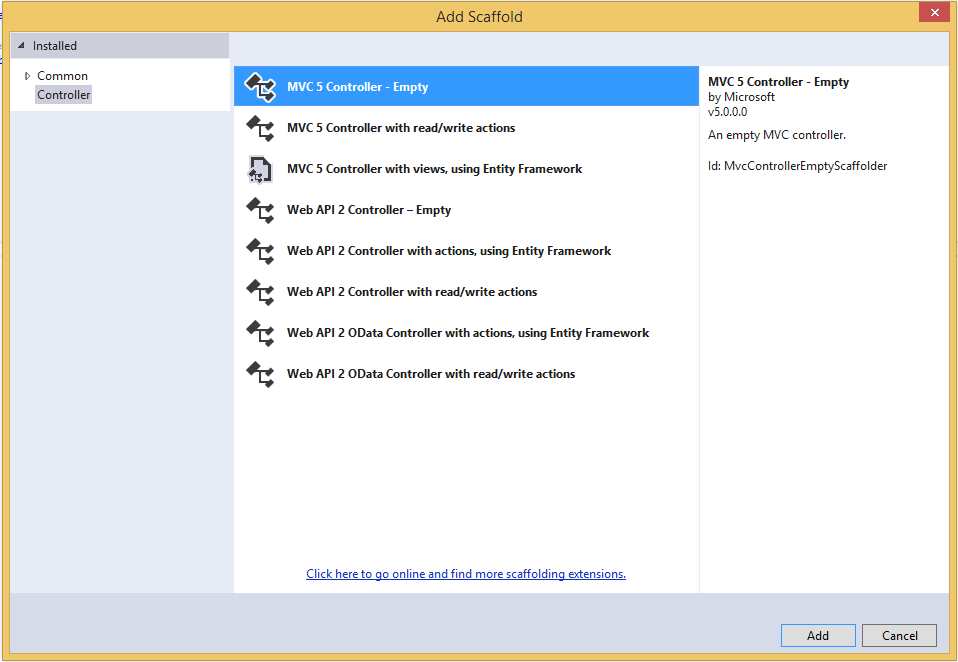 Add Scaffold
Installed
Common
Controller
MVC 5 Controller - Empty
MVC 5 Controller with read/write actions
MVC 5 Controller with views, using Entity Framework
Web API 2 Controller – Empty
Web API 2 Controller with actions, using Entity Framework
Web API 2 Controller with read/write actions
Web API 2 OData Controller with actions, using Entity Framework
Web API 2 OData Controller with read/write actions
Click here to go online and find more scaffolding extensions.
MVC 5 Controller - Empty
by Microsoft
v5.0.0.0
An empty MVC controller.
Id: MvcControllerEmptyScaffolder
Add
Cancel